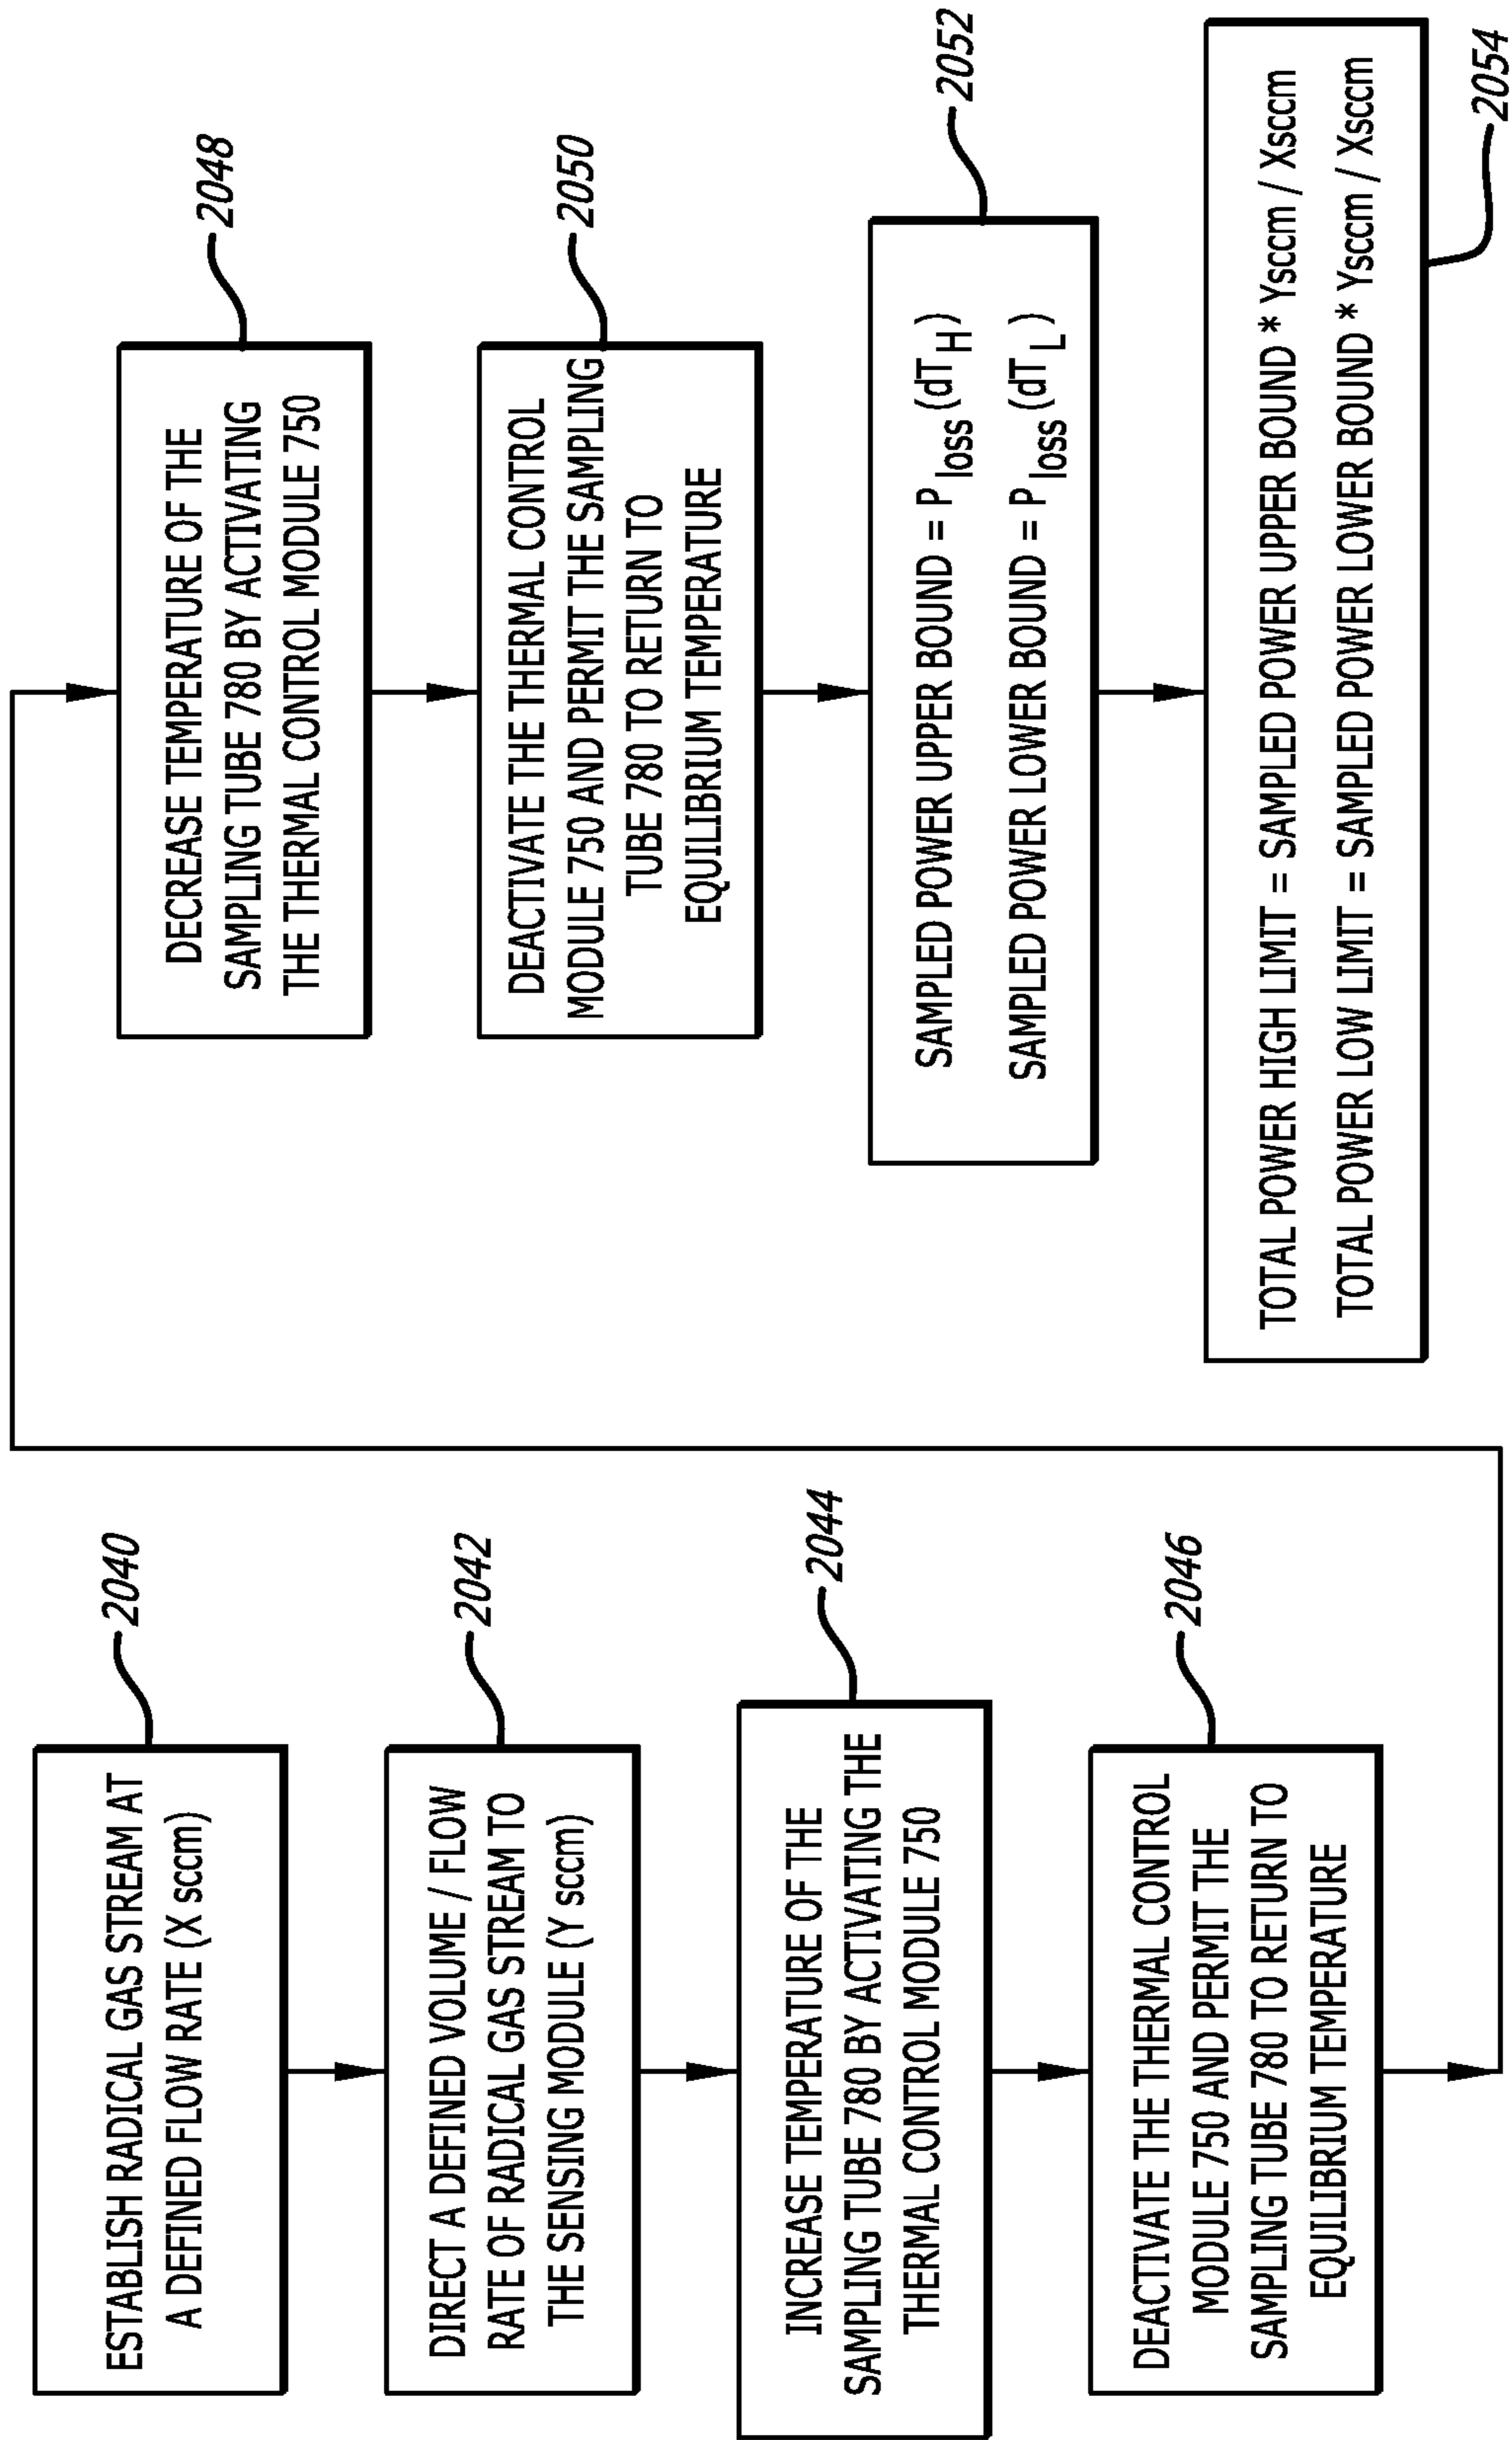 ESTABLISH RADICAL GAS STREAM AT
A DEFINED FLOW RATE (X sccm)
2040
DIRECT A DEFINED VOLUME / FLOW
RATE OF RADICAL GAS STREAM TO
THE SENSING MODULE (Y sccm)
2042
INCREASE TEMPERATURE OF THE
SAMPLING TUBE 780 BY ACTIVATING THE
THERMAL CONTROL MODULE 750
2044
DEACTIVATE THE THERMAL CONTROL
MODULE 750 AND PERMIT THE
SAMPLING TUBE 780 TO RETURN TO
EQUILIBRIUM TEMPERATURE
2046
DECREASE TEMPERATURE OF THE
SAMPLING TUBE 780 BY ACTIVATING
THE THERMAL CONTROL MODULE 750
2048
DEACTIVATE THE THERMAL CONTROL
MODULE 750 AND PERMIT THE SAMPLING
TUBE 780 TO RETURN TO
EQUILIBRIUM TEMPERATURE
2050
SAMPLED POWER UPPER BOUND = P loss (dT H)
SAMPLED POWER LOWER BOUND = P loss (dT L)
2052
TOTAL POWER HIGH LIMIT = SAMPLED POWER UPPER BOUND * Ysccm / Xsccm
TOTAL POWER LOW LIMIT = SAMPLED POWER LOWER BOUND * Ysccm / Xsccm
2054